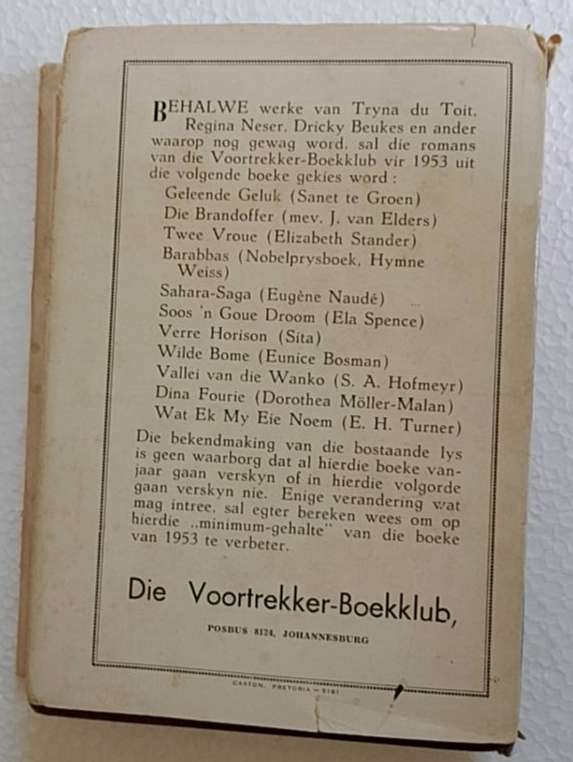 BEHALWE werke van Tryna du Toit,
Regina Neser, Dricky Beukes en ander
waarop nog gewag word, sal die romans
van die Voortrekker-Boekklub vir 1953 uit
die volgende boeke gekies word :
Geleende Geluk (Sanet te Groen)
Die Brandoffer (mev. J. van Elders)
Twee Vroue (Elizabeth Stander)
Barabbas (Nobelprysboek, Hymne
Weiss)
Sahara-Saga (Eugène Naudé)
Soos 'n Goue Droom (Ela Spence)
Verre Horison (Sita)
Wilde Bome (Eunice Bosman)
Vallei van die Wanko (S. A. Hofmeyr)
Dina Fourie (Dorothea Möller-Malan)
Wat Ek My Eie Noem (E. H. Turner)
Die bekendmaking van die bostaande lys
is geen waarborg dat al hierdie boeke van-
jaar gaan verskyn of in hierdie volgorde
gaan verskyn nie. Enige verandering wat
mag intree, sal egter bereken wees om op
hierdie „minimum-gehalte" van die boeke
van 1953 te verbeter.
Die Voortrekker-Boekklub,
POSBUS 8124, JOHANNESBURG
CAXTON, PRETORIA — 5161